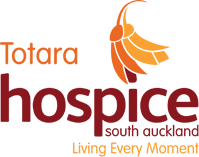 Totara
hospice
south auckland
Living Every Moment